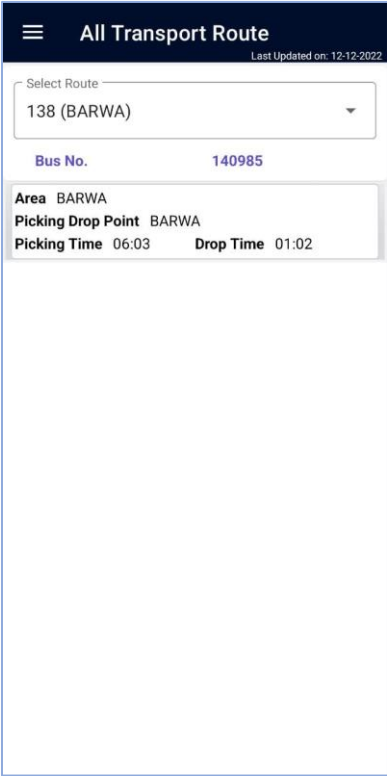 All Transport Route
Last Updated on: 12-12-2022
Select Route
138 (BARWA)
Bus No. 140985
Area BARWA
Picking Drop Point BARWA
Picking Time 06:03 Drop Time 01:02